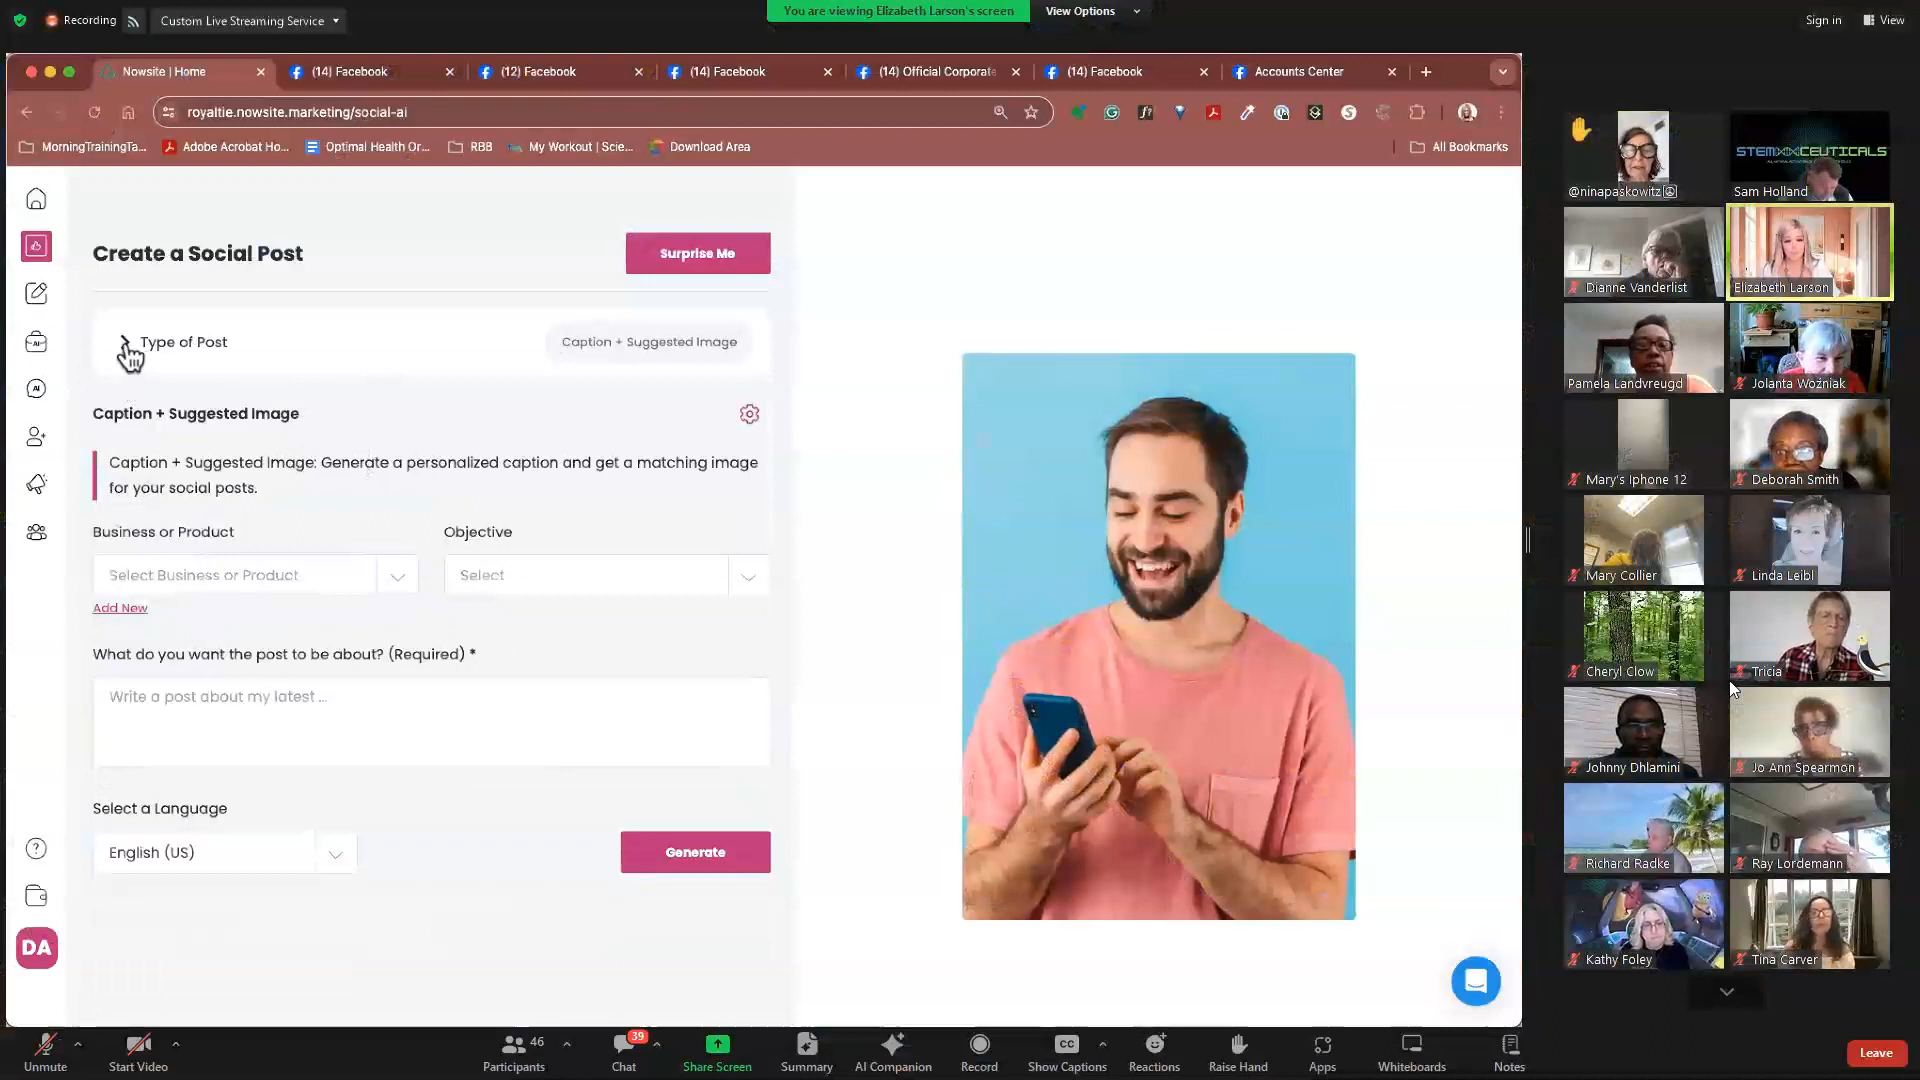 Recording
Custom Live Streaming Service
You are viewing Elizabeth Larson's screen
View Options
Sign in
View
Nowsite | Home
(14) Facebook
(12) Facebook
(14) Facebook
(14) Official Corporate
(14) Facebook
Accounts Center
royaltie.nowsite.marketing/social-ai
MorningTrainingTa...
Adobe Acrobat Ho...
Optimal Health Or...
RBB
My Workout | Scie...
Download Area
All Bookmarks
Create a Social Post
Surprise Me
Type of Post
Caption + Suggested Image
Caption + Suggested Image
Caption + Suggested Image: Generate a personalized caption and get a matching image
for your social posts.
Business or Product
Objective
Select Business or Product
Select
Add New
What do you want the post to be about? (Required) *
Write a post about my latest ...
Select a Language
English (US)
Generate
DA
@ninapaskowitz
STEMXXCEUTICALS
Sam Holland
Dianne Vanderlist
Elizabeth Larson
Pamela Landvreugd
Jolanta Woźniak
Mary's Iphone 12
Deborah Smith
Mary Collier
Linda Leibl
Cheryl Clow
Tricia
Johnny Dhlamini
Jo Ann Spearmon
Richard Radke
Ray Lordemann
Kathy Foley
Tina Carver
Unmute
Start Video
46
Participants
39
Chat
Share Screen
Summary
AI Companion
Record
CC
Show Captions
Reactions
Raise Hand
Apps
Whiteboards
Notes
Leave